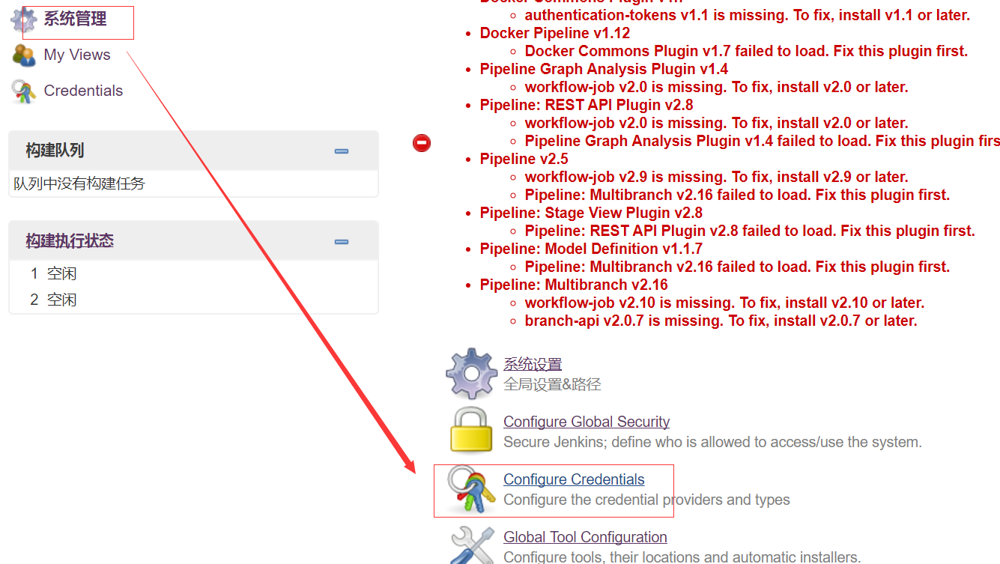 系统管理
My Views
Credentials
构建队列
队列中没有构建任务
构建执行状态
1 空闲
2 空闲
authentication-tokens v1.1 is missing. To fix, install v1.1 or later.
Docker Pipeline v1.12
Docker Commons Plugin v1.7 failed to load. Fix this plugin first.
Pipeline Graph Analysis Plugin v1.4
workflow-job v2.0 is missing. To fix, install v2.0 or later.
Pipeline: REST API Plugin v2.8
workflow-job v2.0 is missing. To fix, install v2.0 or later.
Pipeline Graph Analysis Plugin v1.4 failed to load. Fix this plugin firs
Pipeline v2.5
workflow-job v2.9 is missing. To fix, install v2.9 or later.
Pipeline: Multibranch v2.16 failed to load. Fix this plugin first.
Pipeline: Stage View Plugin v2.8
Pipeline: REST API Plugin v2.8 failed to load. Fix this plugin first.
Pipeline: Model Definition v1.1.7
Pipeline: Multibranch v2.16 failed to load. Fix this plugin first.
Pipeline: Multibranch v2.16
workflow-job v2.10 is missing. To fix, install v2.10 or later.
branch-api v2.0.7 is missing. To fix, install v2.0.7 or later.
系统设置
全局设置&路径
Configure Global Security
Secure Jenkins; define who is allowed to access/use the system.
Configure Credentials
Configure the credential providers and types
Global Tool Configuration
Configure tools, their locations and automatic installers.